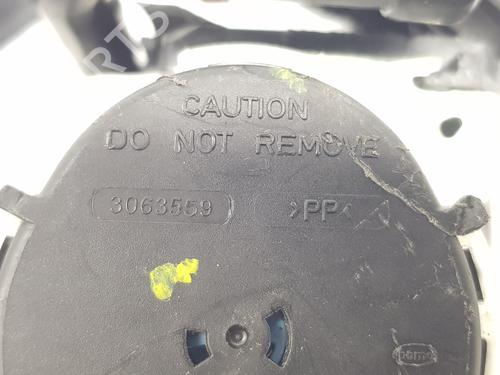 CAUTION
DO NOT REMOVE
3063559 >PP<